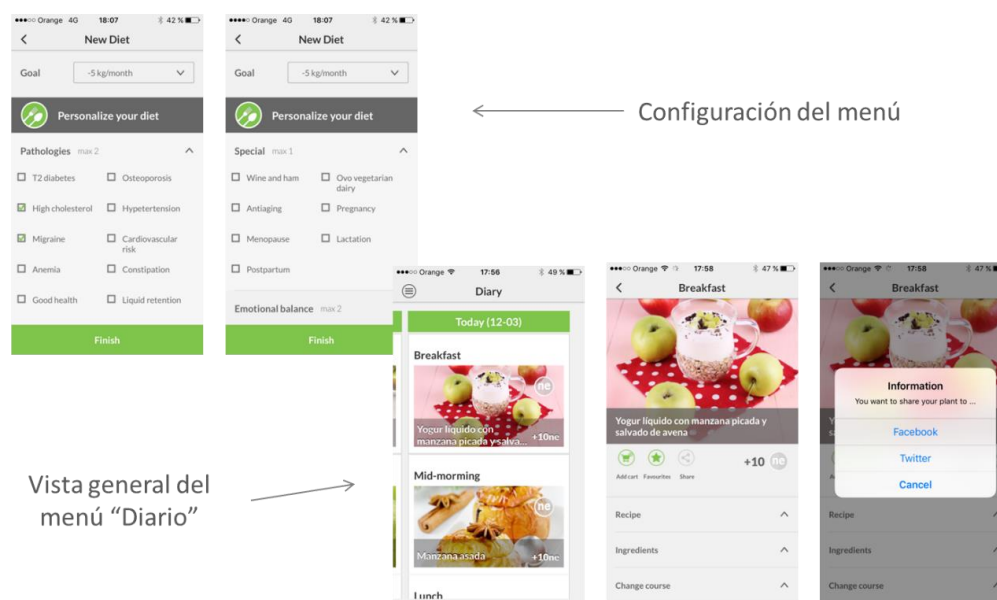 Orange 4G 18:07 42 %
New Diet
Goal -5 kg/month
Personalize your diet
Pathologies max 2
T2 diabetes Osteoporosis
High cholesterol Hypetertension
Migraine Cardiovascular
risk
Anemia Constipation
Good health Liquid retention
Finish
Orange 4G 18:07 42 %
New Diet
Goal -5 kg/month
Personalize your diet
Special max 1
Wine and ham Ovo vegetarian
dairy
Antiaging Pregnancy
Menopause Lactation
Postpartum
Emotional balance max 2
Finish
Configuración del menú
Vista general del
menú “Diario”
Orange 17:56 49 %
Diary
Today (12-03)
Breakfast
ne
Yogur líquido con
manzana picada y salva... +10ne
Mid-morming
ne
Manzana asada +10ne
Lunch
Orange 17:58 47 %
Breakfast
Yogur líquido con manzana picada y
salvado de avena
+10 ne
Add cart Favourites Share
Recipe
Ingredients
Change course
Orange 17:58 47 %
Breakfast
Information
You want to share your plant to ...
Facebook
Twitter
Cancel
Recipe
Ingredients
Change course